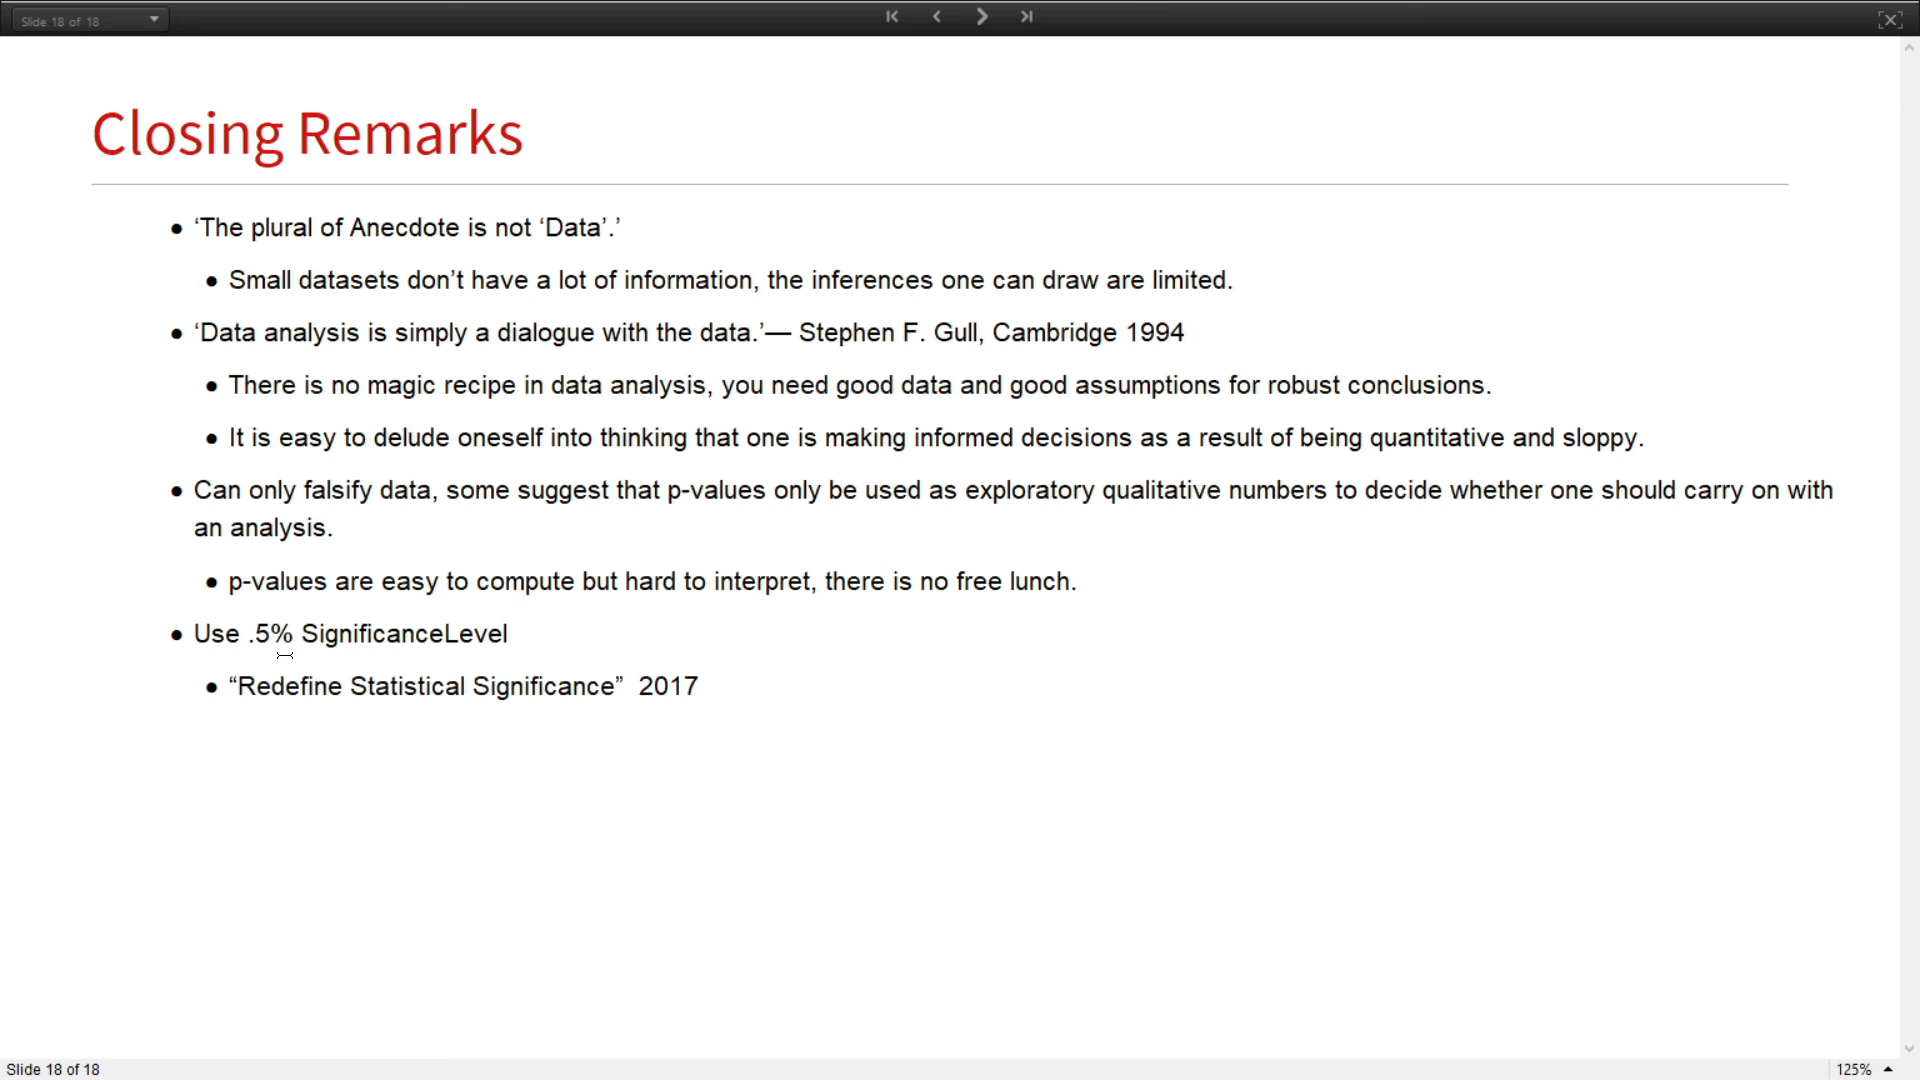 Slide 18 of 18
Closing Remarks
● ‘The plural of Anecdote is not ‘Data’.’
● Small datasets don’t have a lot of information, the inferences one can draw are limited.
● ‘Data analysis is simply a dialogue with the data.’— Stephen F. Gull, Cambridge 1994
● There is no magic recipe in data analysis, you need good data and good assumptions for robust conclusions.
● It is easy to delude oneself into thinking that one is making informed decisions as a result of being quantitative and sloppy.
● Can only falsify data, some suggest that p-values only be used as exploratory qualitative numbers to decide whether one should carry on with
an analysis.
● p-values are easy to compute but hard to interpret, there is no free lunch.
● Use .5% SignificanceLevel
● “Redefine Statistical Significance”  2017
Slide 18 of 18
125%